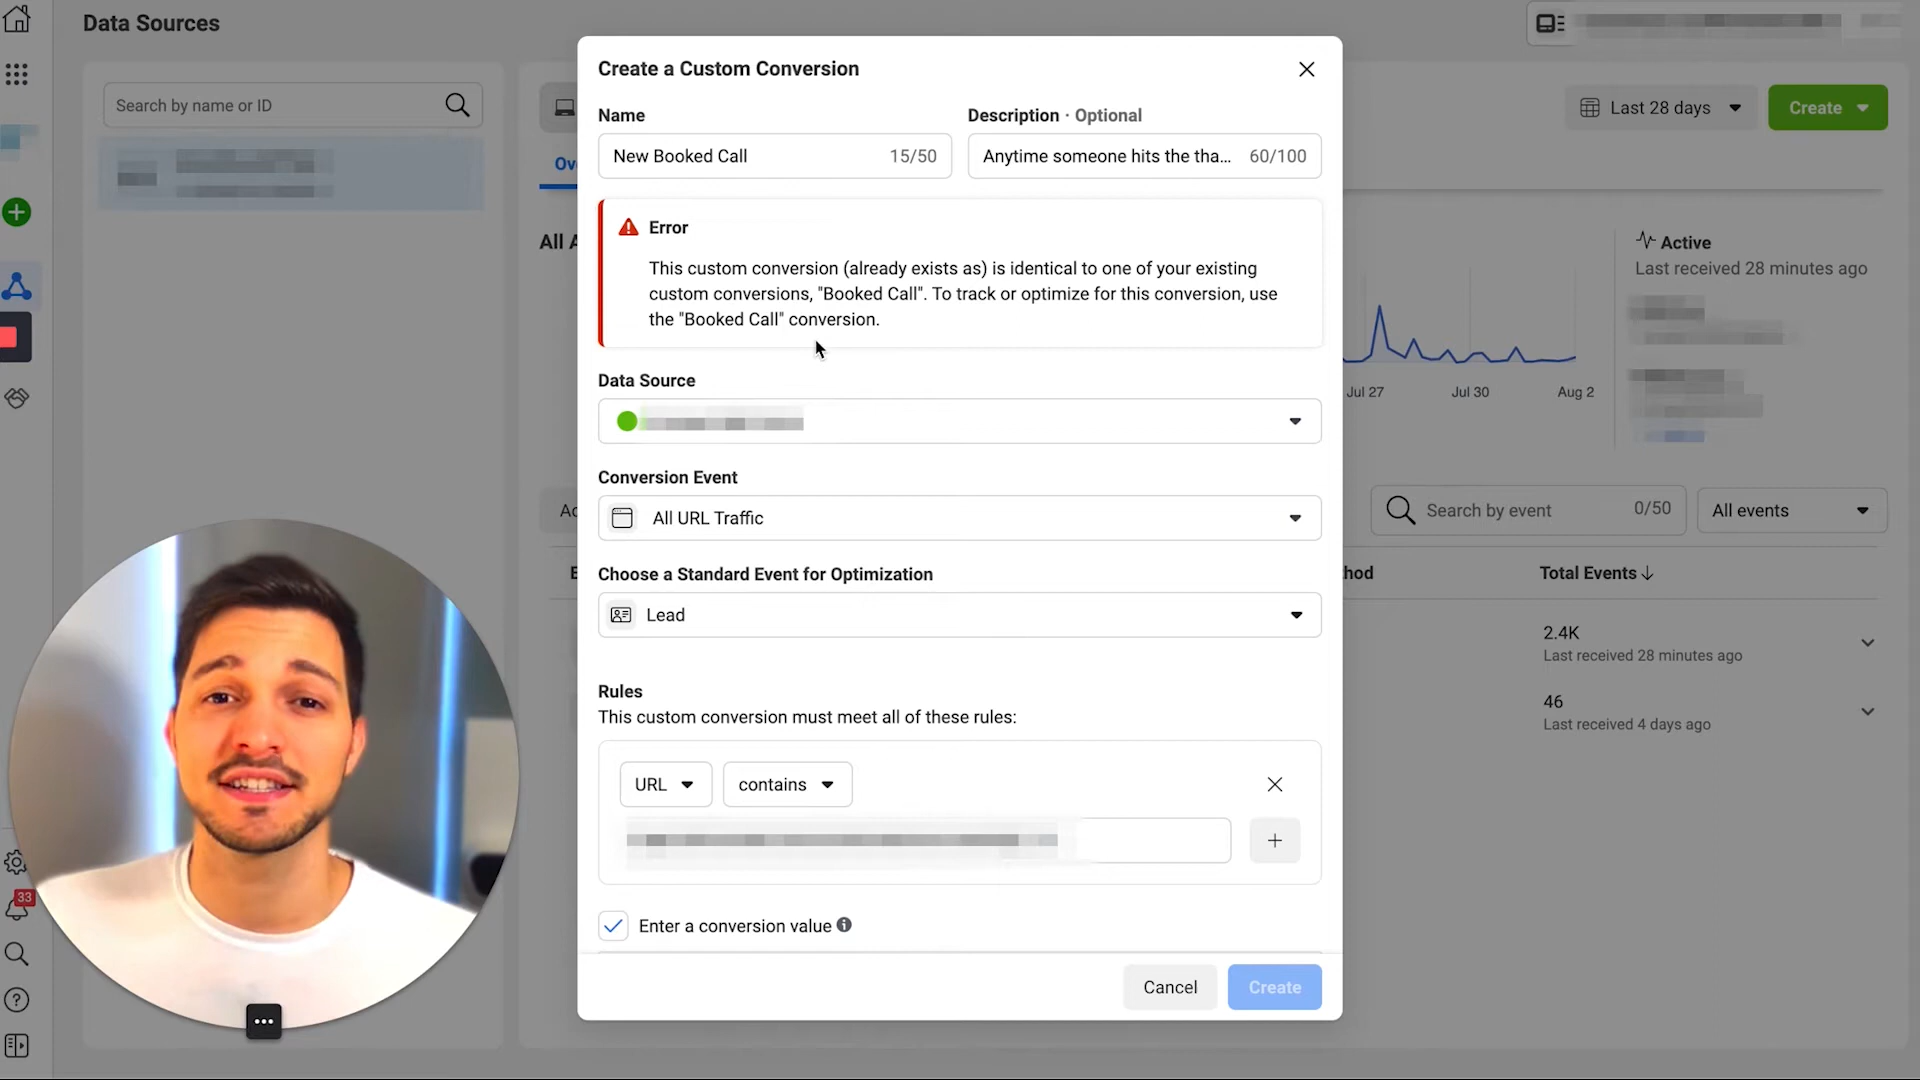 Data Sources
Search by name or ID
Last 28 days
Create
Ov
All A
Active
Last received 28 minutes ago
Jul 27
Jul 30
Aug 2
Ac
Search by event
0/50
All events
E
hod
Total Events
2.4K
Last received 28 minutes ago
46
Last received 4 days ago
33
Create a Custom Conversion
Name
Description · Optional
New Booked Call
15/50
Anytime someone hits the tha...
60/100
Error
This custom conversion (already exists as) is identical to one of your existing
custom conversions, "Booked Call". To track or optimize for this conversion, use
the "Booked Call" conversion.
Data Source
Conversion Event
All URL Traffic
Choose a Standard Event for Optimization
Lead
Rules
This custom conversion must meet all of these rules:
URL
contains
Enter a conversion value
Cancel
Create